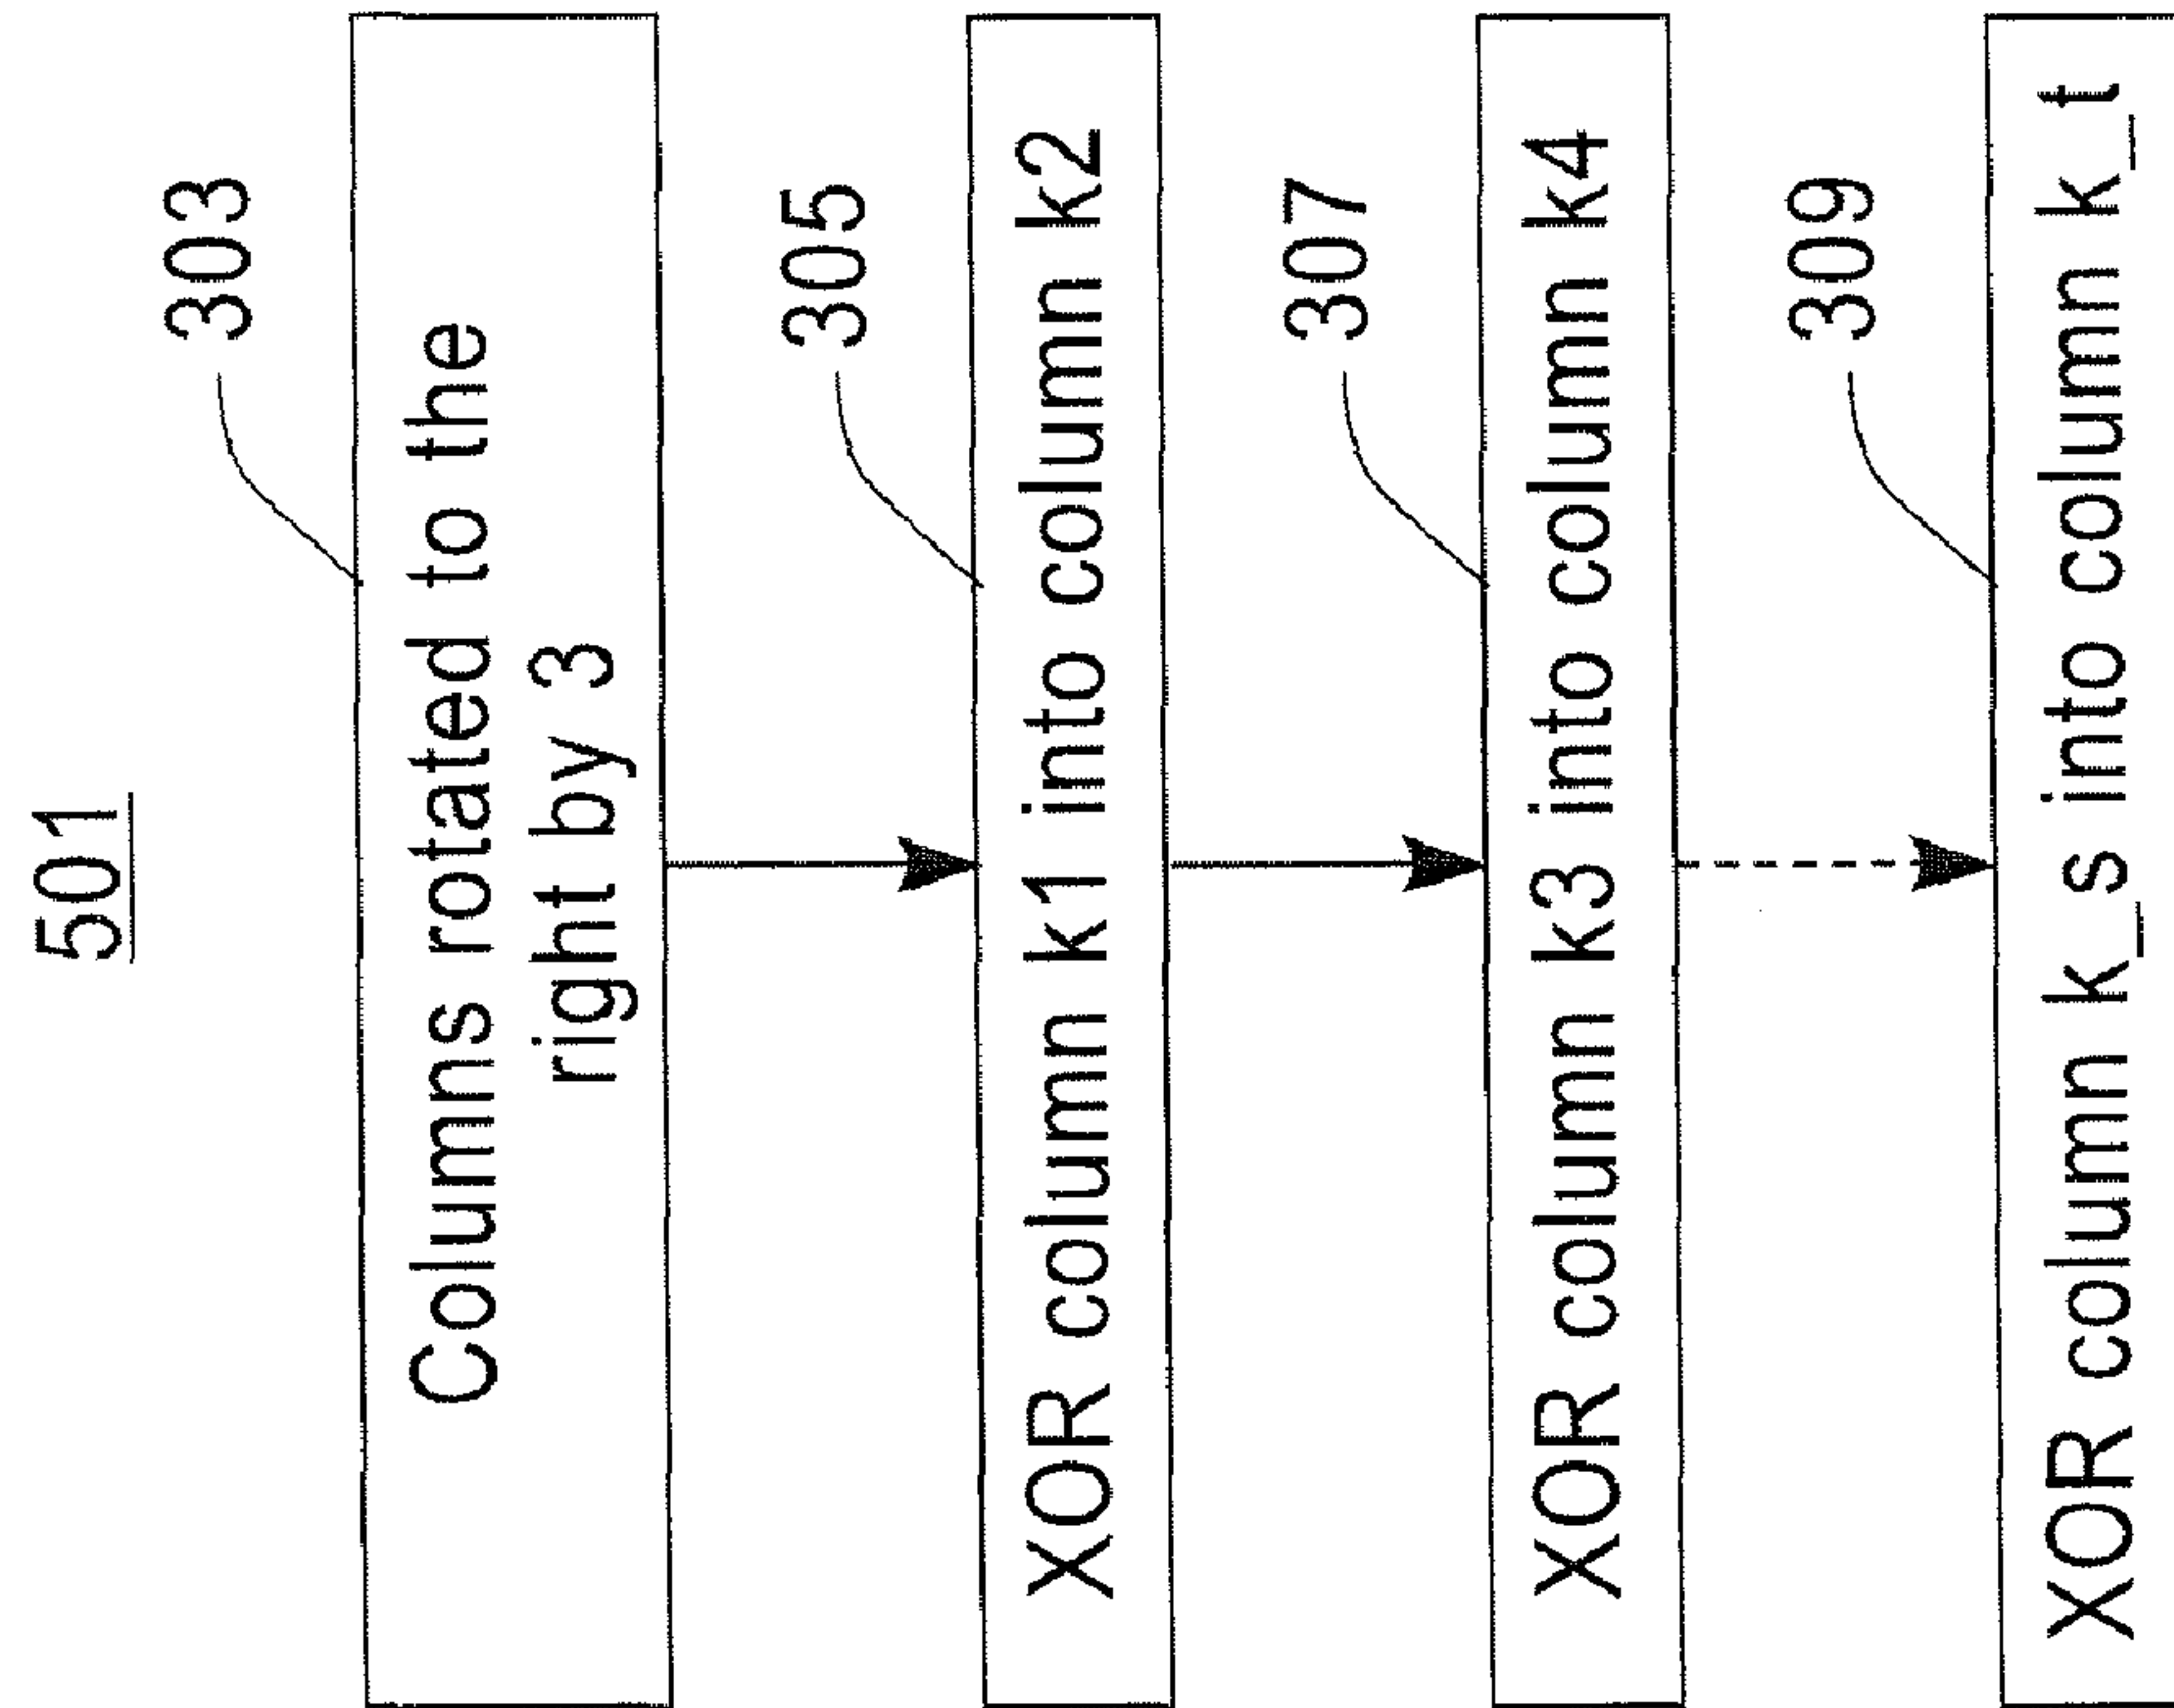 501
303
Columns rotated to the
right by 3
305
XOR column k1 into column k2
307
XOR column k3 into column k4
309
XOR column k_s into column k_t